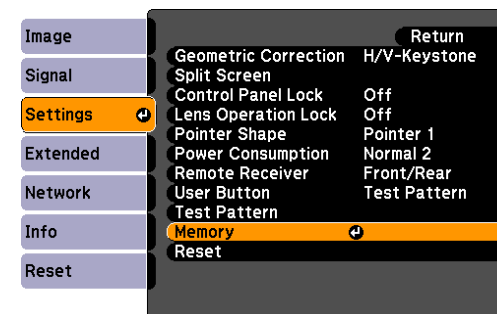 Image
Signal
Settings
Extended
Network
Info
Reset
Return
Geometric Correction H/V-Keystone
Split Screen
Control Panel Lock Off
Lens Operation Lock Off
Pointer Shape Pointer 1
Power Consumption Normal 2
Remote Receiver Front/Rear
User Button Test Pattern
Test Pattern
Memory
Reset